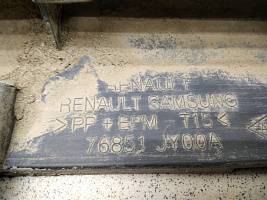 RENAULT
RENAULT SAMSUNG
>PP + EPM T15<
76851 JY00A